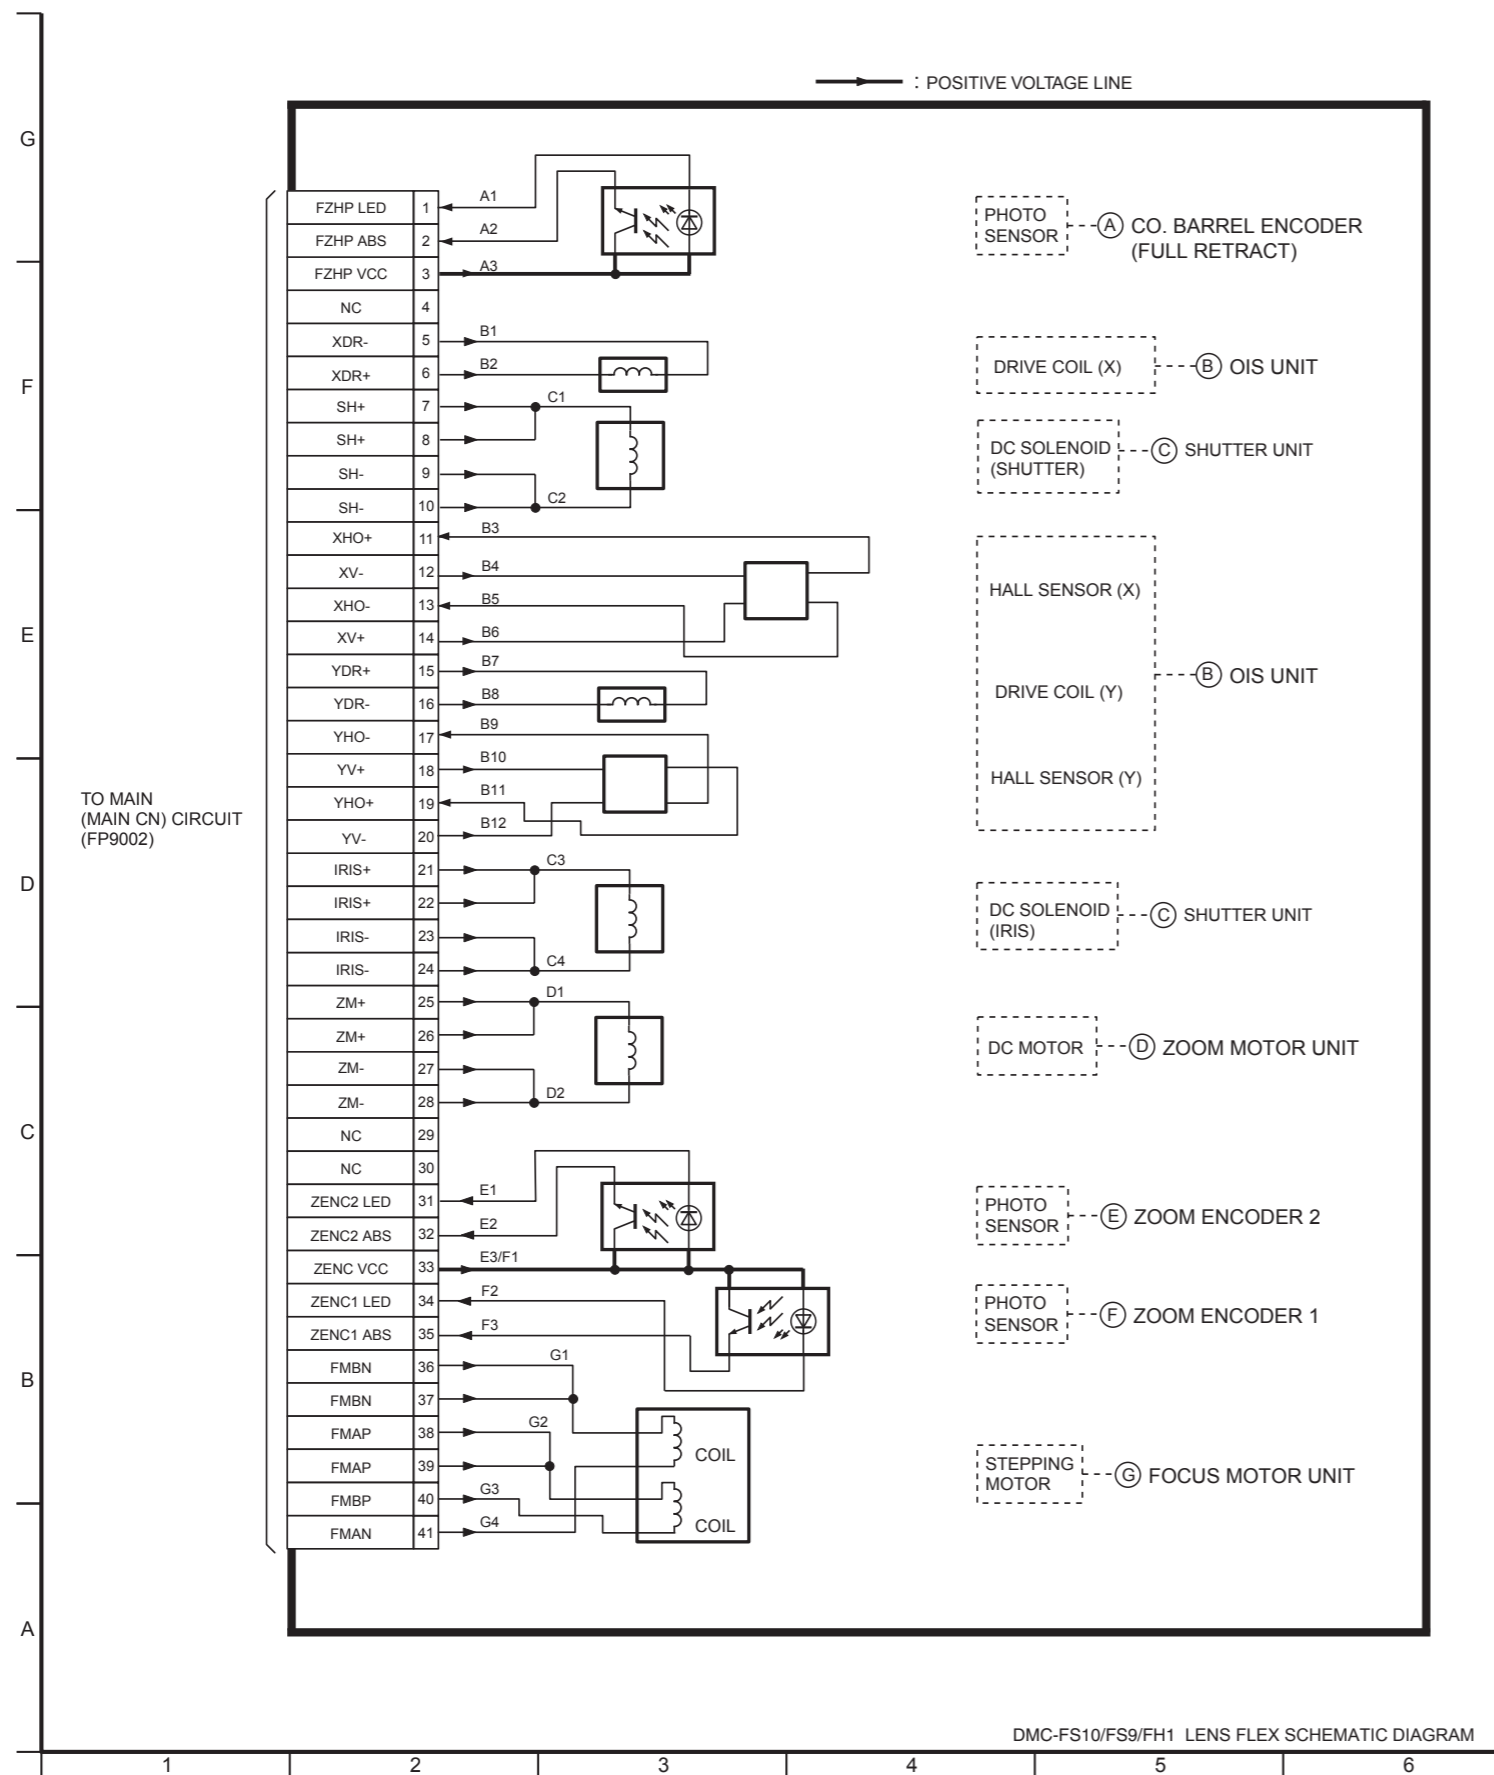 : POSITIVE VOLTAGE LINE
G
F
E
D
C
B
A
TO MAIN
(MAIN CN) CIRCUIT
(FP9002)
FZHP LED 1 A1
FZHP ABS 2 A2
FZHP VCC 3 A3
NC 4
XDR- 5 B1
XDR+ 6 B2
SH+ 7 C1
SH+ 8
SH- 9
SH- 10 C2
XHO+ 11 B3
XV- 12 B4
XHO- 13 B5
XV+ 14 B6
YDR+ 15 B7
YDR- 16 B8
YHO- 17 B9
YV+ 18 B10
YHO+ 19 B11
YV- 20 B12
IRIS+ 21 C3
IRIS+ 22
IRIS- 23
IRIS- 24 C4
ZM+ 25 D1
ZM+ 26
ZM- 27
ZM- 28 D2
NC 29
NC 30
ZENC2 LED 31 E1
ZENC2 ABS 32 E2
ZENC VCC 33 E3/F1
ZENC1 LED 34 F2
ZENC1 ABS 35 F3
FMBN 36 G1
FMBN 37
FMAP 38 G2
FMAP 39
FMBP 40 G3
FMAN 41 G4
COIL
COIL
PHOTO
SENSOR
A CO. BARREL ENCODER
(FULL RETRACT)
DRIVE COIL (X) B OIS UNIT
DC SOLENOID
(SHUTTER)
C SHUTTER UNIT
HALL SENSOR (X)
DRIVE COIL (Y)
HALL SENSOR (Y)
B OIS UNIT
DC SOLENOID
(IRIS)
C SHUTTER UNIT
DC MOTOR D ZOOM MOTOR UNIT
PHOTO
SENSOR
E ZOOM ENCODER 2
PHOTO
SENSOR
F ZOOM ENCODER 1
STEPPING
MOTOR
G FOCUS MOTOR UNIT
DMC-FS10/FS9/FH1 LENS FLEX SCHEMATIC DIAGRAM
1 2 3 4 5 6